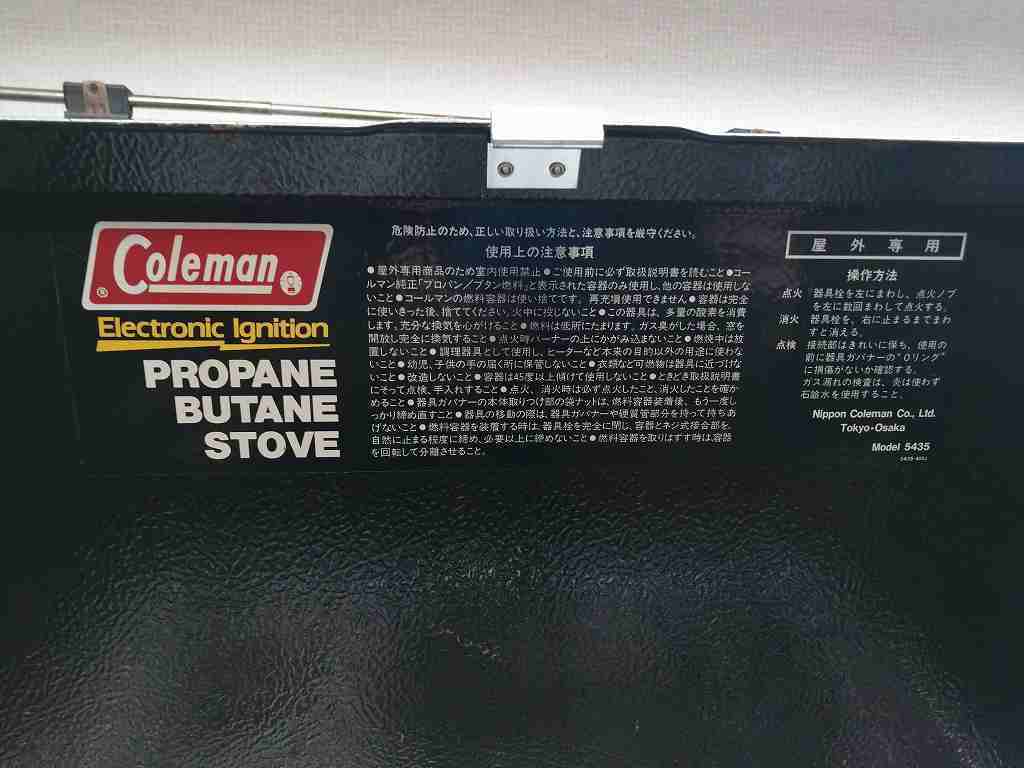 Coleman
®
Electronic Ignition
PROPANE
BUTANE
STOVE
危険防止のため、正しい取り扱い方法と、注意事項を厳守ください。
使用上の注意事項
●屋外専用商品のため室内使用禁止●ご使用前に必ず取扱説明書を読むこと●コー
ルマン純正「プロパン/ブタン燃料」と表示された容器のみ使用し、他の容器は使用しな
いこと●コールマンの燃料容器は使い捨てです。再充塡使用できません●容器は完全
に使いきった後、捨ててください。火中に投じないこと●この器具は、多量の酸素を消費
します。充分な換気を心がけること●燃料は低所にたまります。ガス臭がした場合、窓を
開放し完全に換気すること●点火時バーナーの上にかがみ込まないこと●燃焼中は放
置しないこと●調理器具として使用し、ヒーターなど本来の目的以外の用途に使わな
いこと●幼児、子供の手の届く所に保管しないこと●衣類など可燃物は器具に近づけな
いこと●改造しないこと●容器は45度以上傾けて使用しないこと●ときどき取扱説明書
にそって点検、手入れすること●点火、消火時は必ず点火したこと、消火したことを確か
めること●器具ガバナーの本体取りつけ部の袋ナットは、燃料容器装着後、もう一度し
っかり締め直すこと●器具の移動の際は、器具ガバナーや硬質管部分を持って持ちあ
げないこと●燃料容器を装着する時は、器具栓を完全に閉じ、容器とネジ式接合部を、
自然に止まる程度に締め、必要以上に締めないこと●燃料容器を取りはずす時は、容器
を回転して分離させること。
屋外専用
操作方法
点火 器具栓を左にまわし、点火ノブ
を左に数回まわして点火する。
消火 器具栓を、右に止まるまでまわ
すと消える。
点検 接続部はきれいに保ち、使用の
前に器具ガバナーの“Oリング”
に損傷がないか確認する。
ガス漏れの検査は、炎は使わず
石鹼水を使用すること。
Nippon Coleman Co., Ltd.
Tokyo-Osaka
Model 5435